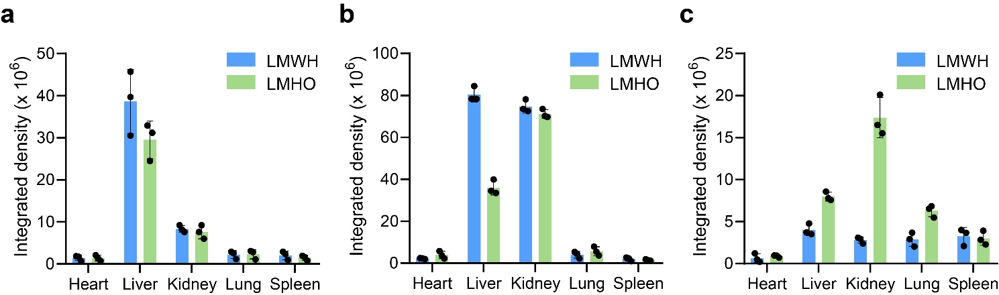 a
Integrated density (x 10⁶)
50
40
30
20
10
0
LMWH
LMHO
Heart Liver Kidney Lung Spleen
b
Integrated density (x 10⁶)
100
80
60
40
20
0
LMWH
LMHO
Heart Liver Kidney Lung Spleen
c
Integrated density (x 10⁶)
25
20
15
10
5
0
LMWH
LMHO
Heart Liver Kidney Lung Spleen